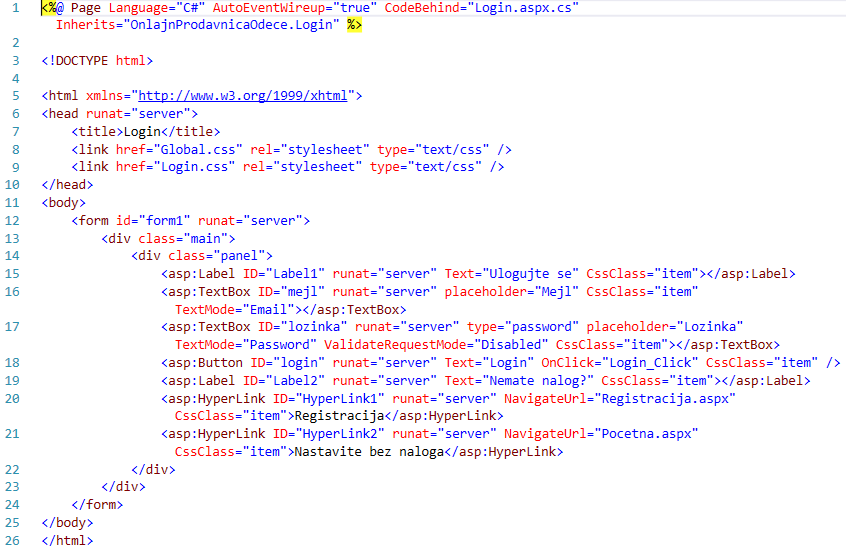 1 <%@ Page Language="C#" AutoEventWireup="true" CodeBehind="Login.aspx.cs"
Inherits="OnlajnProdavnicaOdece.Login" %>
2
3 <!DOCTYPE html>
4
5 <html xmlns="http://www.w3.org/1999/xhtml">
6 <head runat="server">
7 <title>Login</title>
8 <link href="Global.css" rel="stylesheet" type="text/css" />
9 <link href="Login.css" rel="stylesheet" type="text/css" />
10 </head>
11 <body>
12 <form id="form1" runat="server">
13 <div class="main">
14 <div class="panel">
15 <asp:Label ID="Label1" runat="server" Text="Ulogujte se" CssClass="item"></asp:Label>
16 <asp:TextBox ID="mejl" runat="server" placeholder="Mejl" CssClass="item"
TextMode="Email"></asp:TextBox>
17 <asp:TextBox ID="lozinka" runat="server" type="password" placeholder="Lozinka"
TextMode="Password" ValidateRequestMode="Disabled" CssClass="item"></asp:TextBox>
18 <asp:Button ID="login" runat="server" Text="Login" OnClick="Login_Click" CssClass="item" />
19 <asp:Label ID="Label2" runat="server" Text="Nemate nalog?" CssClass="item"></asp:Label>
20 <asp:HyperLink ID="HyperLink1" runat="server" NavigateUrl="Registracija.aspx"
CssClass="item">Registracija</asp:HyperLink>
21 <asp:HyperLink ID="HyperLink2" runat="server" NavigateUrl="Pocetna.aspx"
CssClass="item">Nastavite bez naloga</asp:HyperLink>
22 </div>
23 </div>
24 </form>
25 </body>
26 </html>